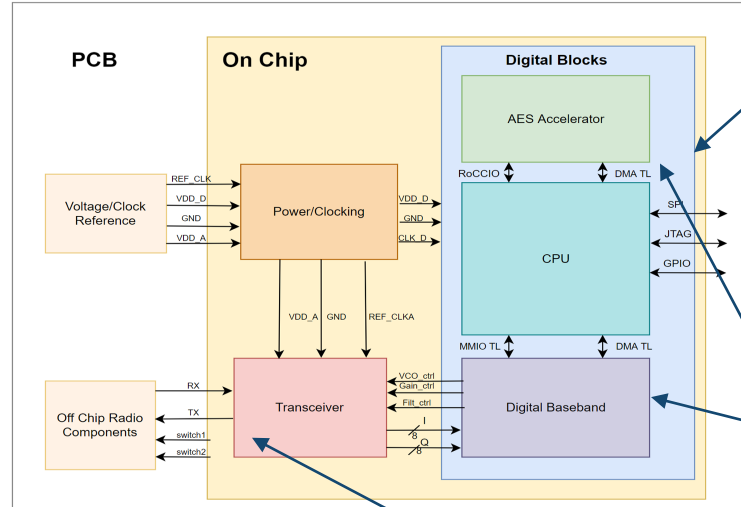 PCB
On Chip
Digital Blocks
AES Accelerator
RoCCIO
DMA TL
REF_CLK
VDD_D
GND
VDD_A
Voltage/Clock
Reference
Power/Clocking
VDD_D
GND
CLK_D
CPU
SPI
JTAG
GPIO
VDD_A
GND
REF_CLKA
MMIO TL
DMA TL
RX
TX
switch1
switch2
Off Chip Radio
Components
Transceiver
VCO_ctrl
Gain_ctrl
Filt_ctrl
I
8
Q
8
Digital Baseband